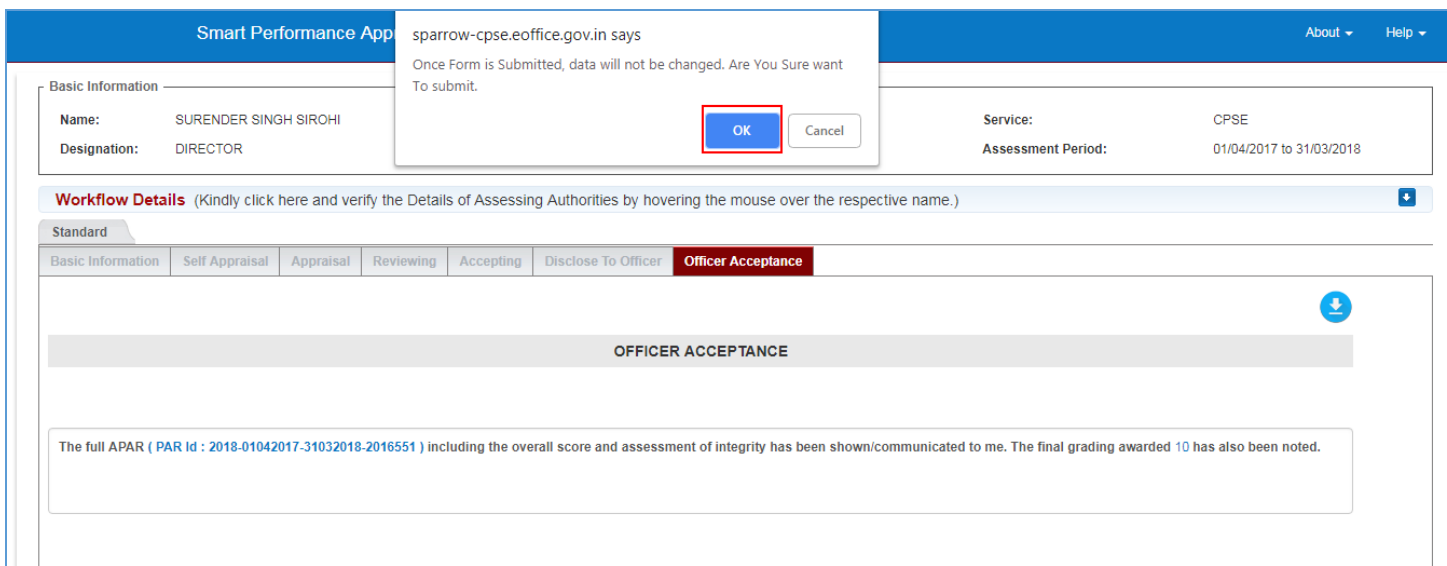 Smart Performance App
About
Help
sparrow-cpse.eoffice.gov.in says
Once Form is Submitted, data will not be changed. Are You Sure want
To submit.
OK
Cancel
Basic Information
Name: SURENDER SINGH SIROHI
Service: CPSE
Designation: DIRECTOR
Assessment Period: 01/04/2017 to 31/03/2018
Workflow Details (Kindly click here and verify the Details of Assessing Authorities by hovering the mouse over the respective name.)
Standard
Basic Information Self Appraisal Appraisal Reviewing Accepting Disclose To Officer Officer Acceptance
OFFICER ACCEPTANCE
The full APAR ( PAR Id : 2018-01042017-31032018-2016551 ) including the overall score and assessment of integrity has been shown/communicated to me. The final grading awarded 10 has also been noted.